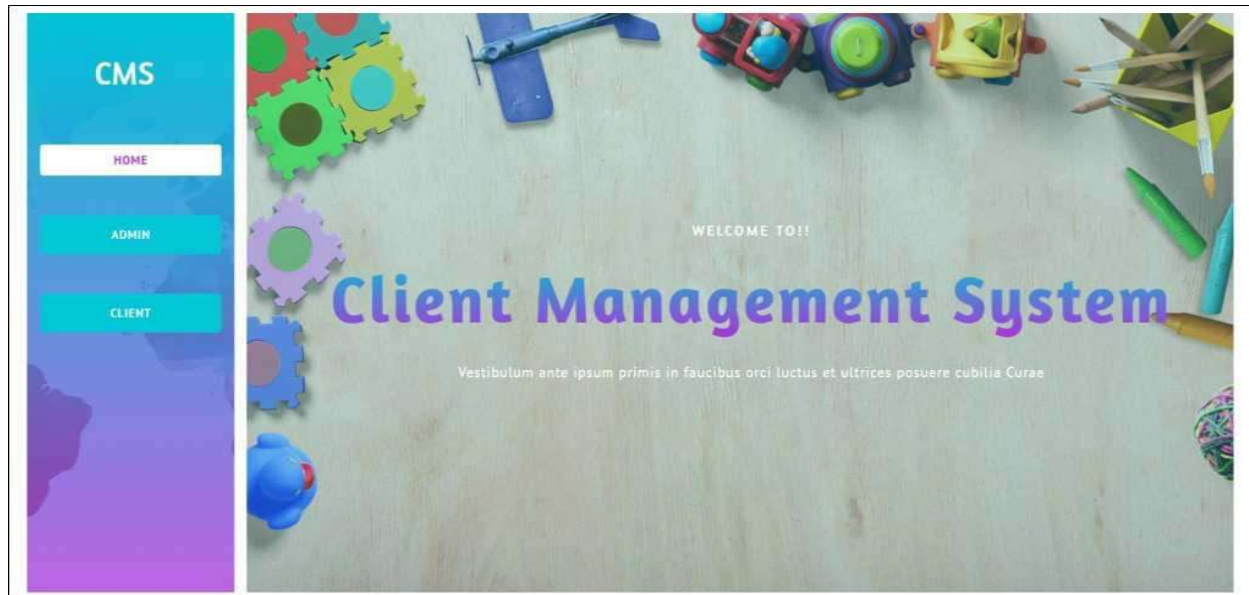 CMS
HOME
ADMIN
CLIENT
WELCOME TO!!
Client Management System
Vestibulum ante ipsum primis in faucibus orci luctus et ultrices posuere cubilia Curae